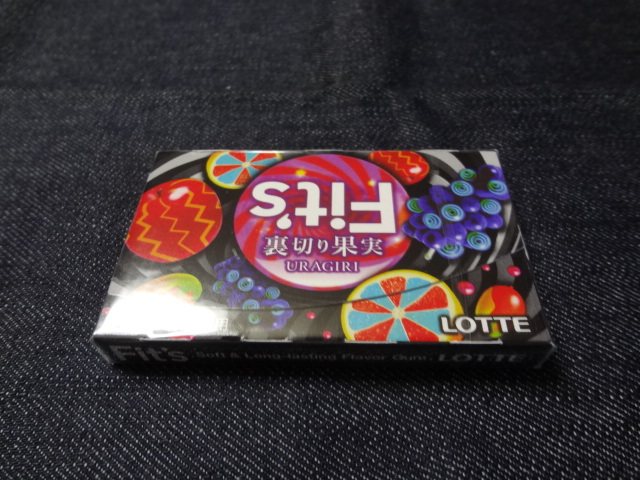 Fit's
裏切り果実
URAGIRI
LOTTE
Fit's Soft & Long-lasting Flavor Gum LOTTE